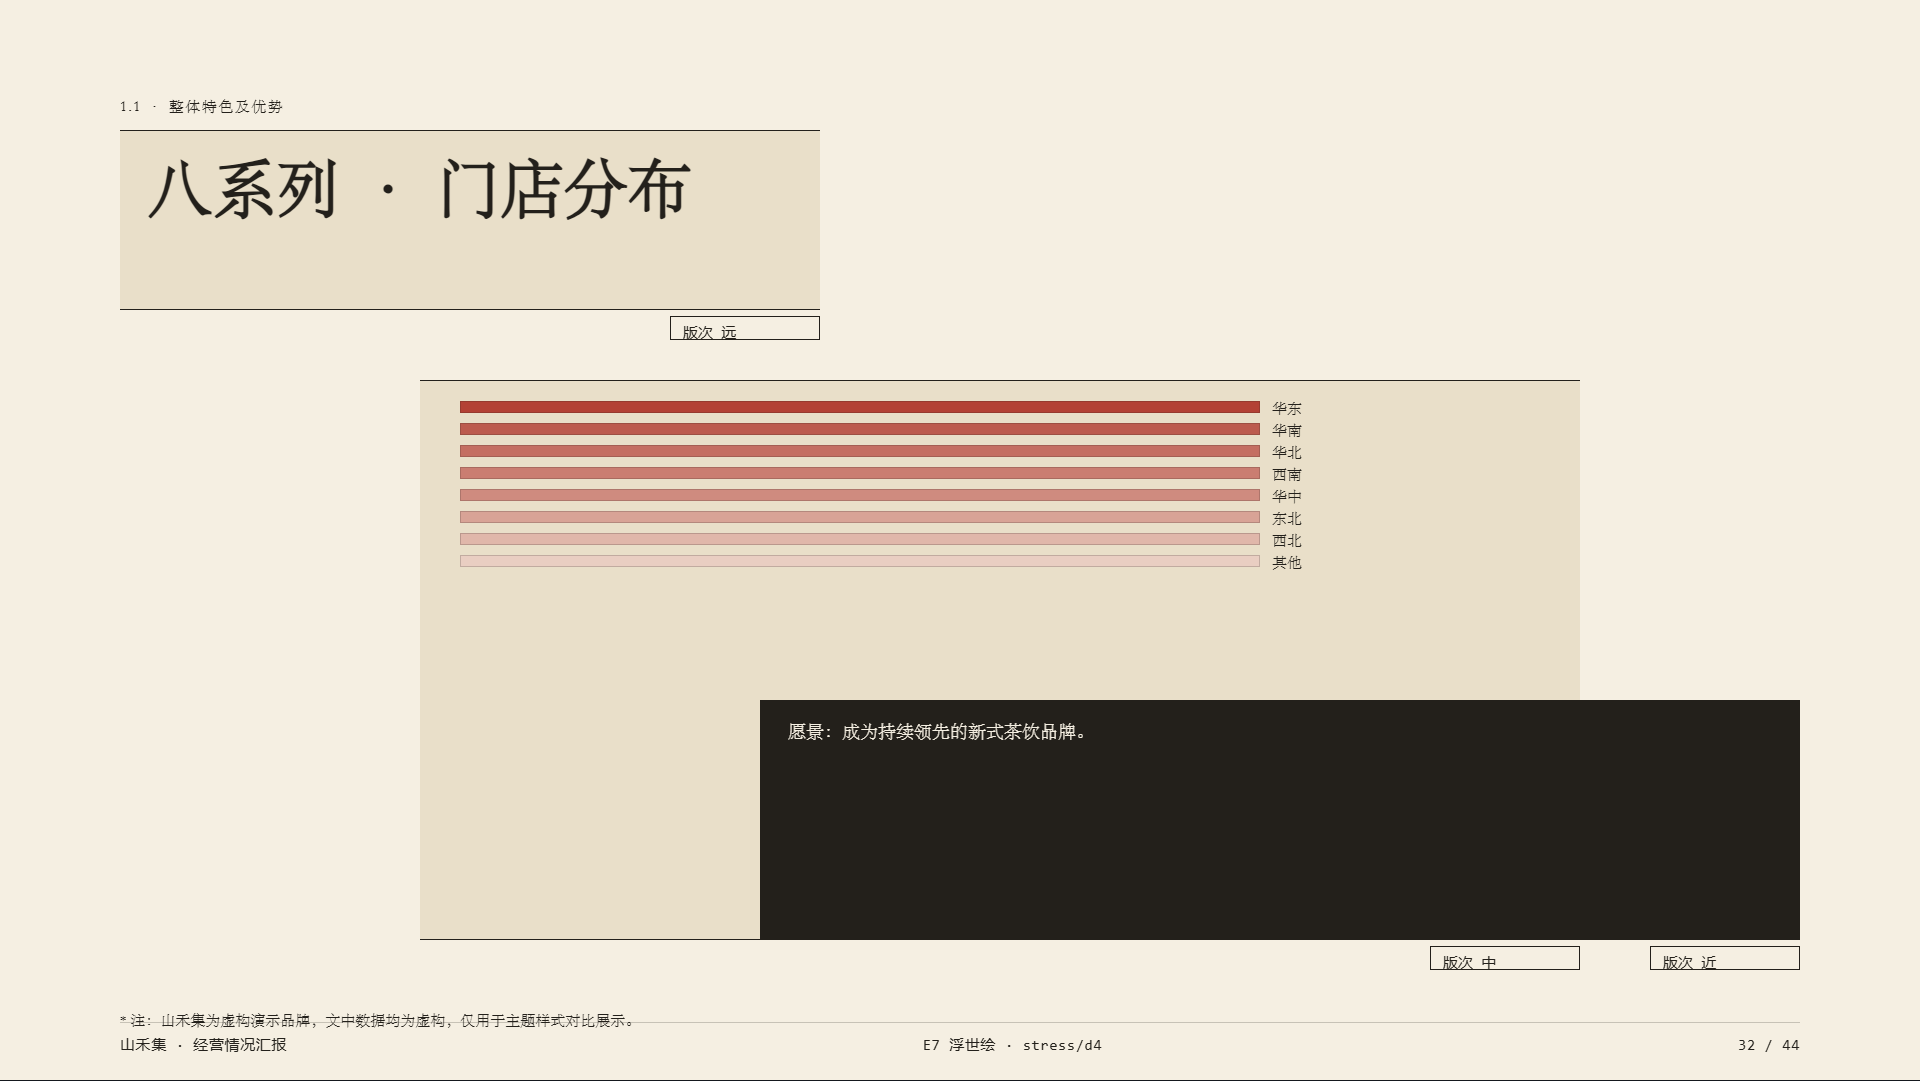 1.1 · 整体特色及优势
八系列 · 门店分布
版次 远
华东
华南
华北
西南
华中
东北
西北
其他
愿景: 成为持续领先的新式茶饮品牌。
版次 中
版次 近
* 注: 山禾集为虚构演示品牌, 文中数据均为虚构, 仅用于主题样式对比展示。
山禾集 · 经营情况汇报
E7 浮世绘 · stress/d4
32 / 44